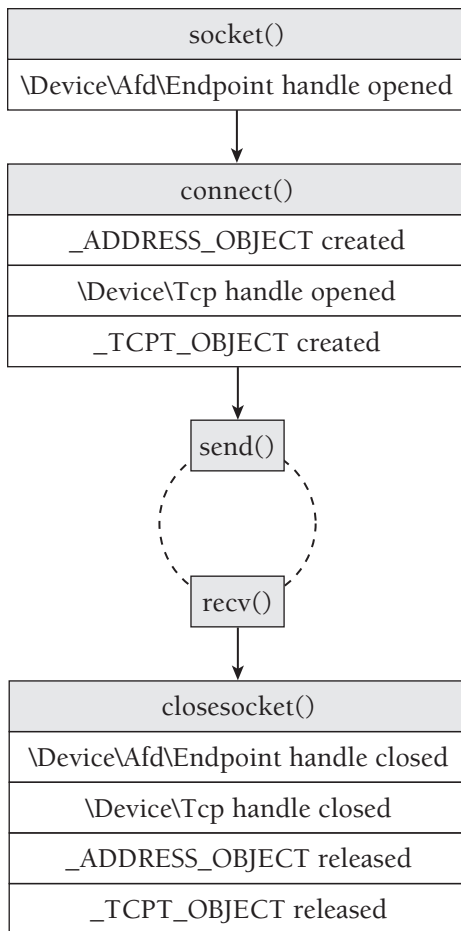 socket()
\Device\Afd\Endpoint handle opened
connect()
_ADDRESS_OBJECT created
\Device\Tcp handle opened
_TCPT_OBJECT created
send()
recv()
closesocket()
\Device\Afd\Endpoint handle closed
\Device\Tcp handle closed
_ADDRESS_OBJECT released
_TCPT_OBJECT released